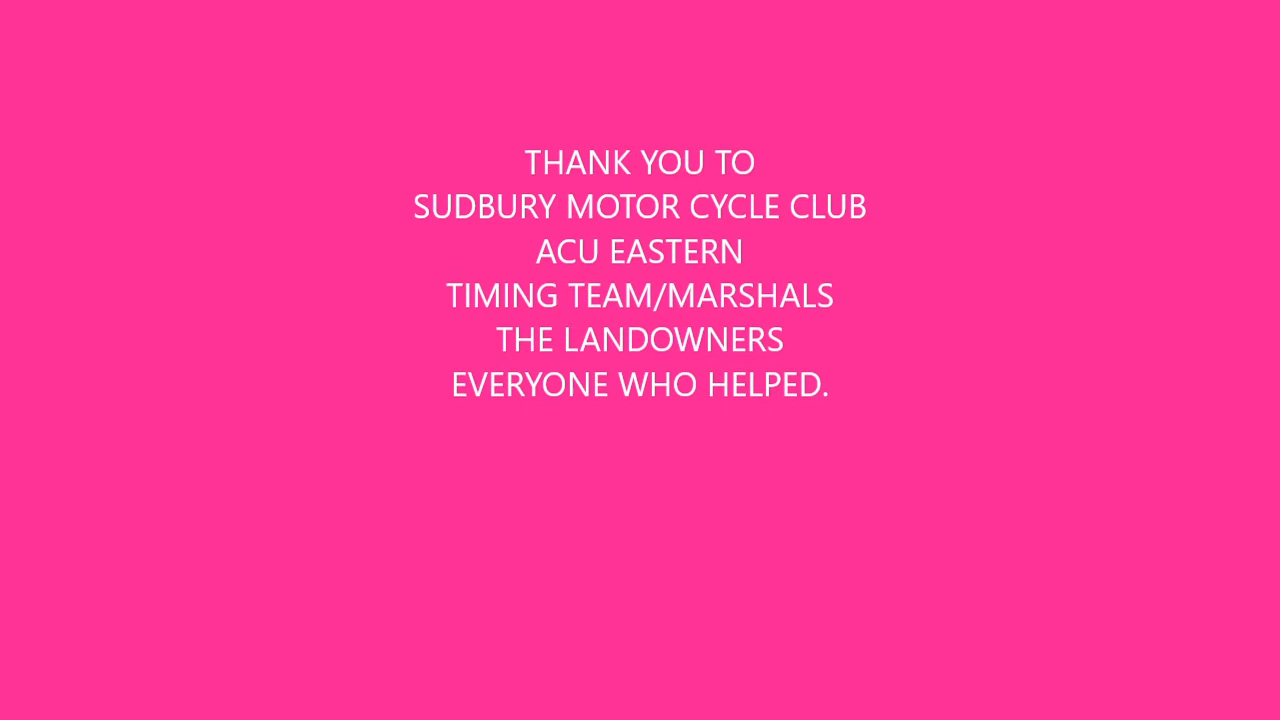 THANK YOU TO
SUDBURY MOTOR CYCLE CLUB
ACU EASTERN
TIMING TEAM/MARSHALS
THE LANDOWNERS
EVERYONE WHO HELPED.